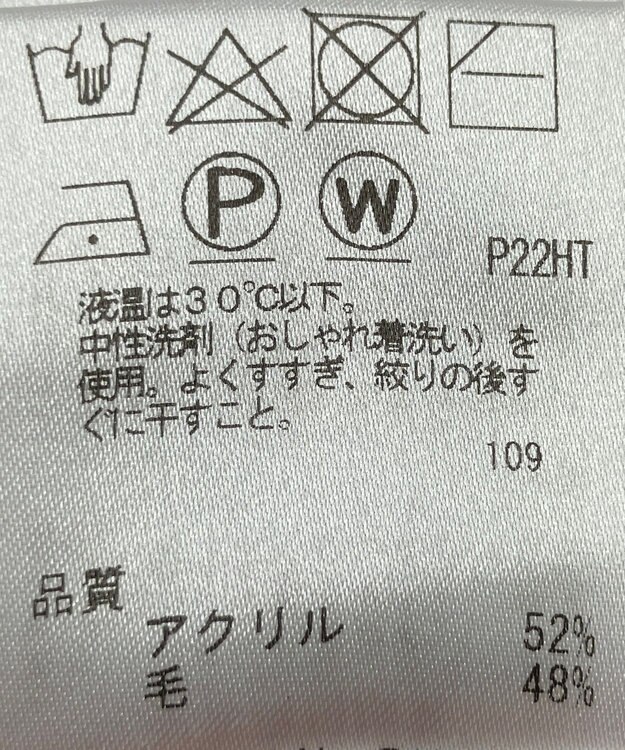 P
W
P22HT
液温は30℃以下。
中性洗剤（おしゃれ着洗い）を
使用。よくすすぎ、絞りの後す
ぐに干すこと。
109
品質
アクリル 52%
毛 48%